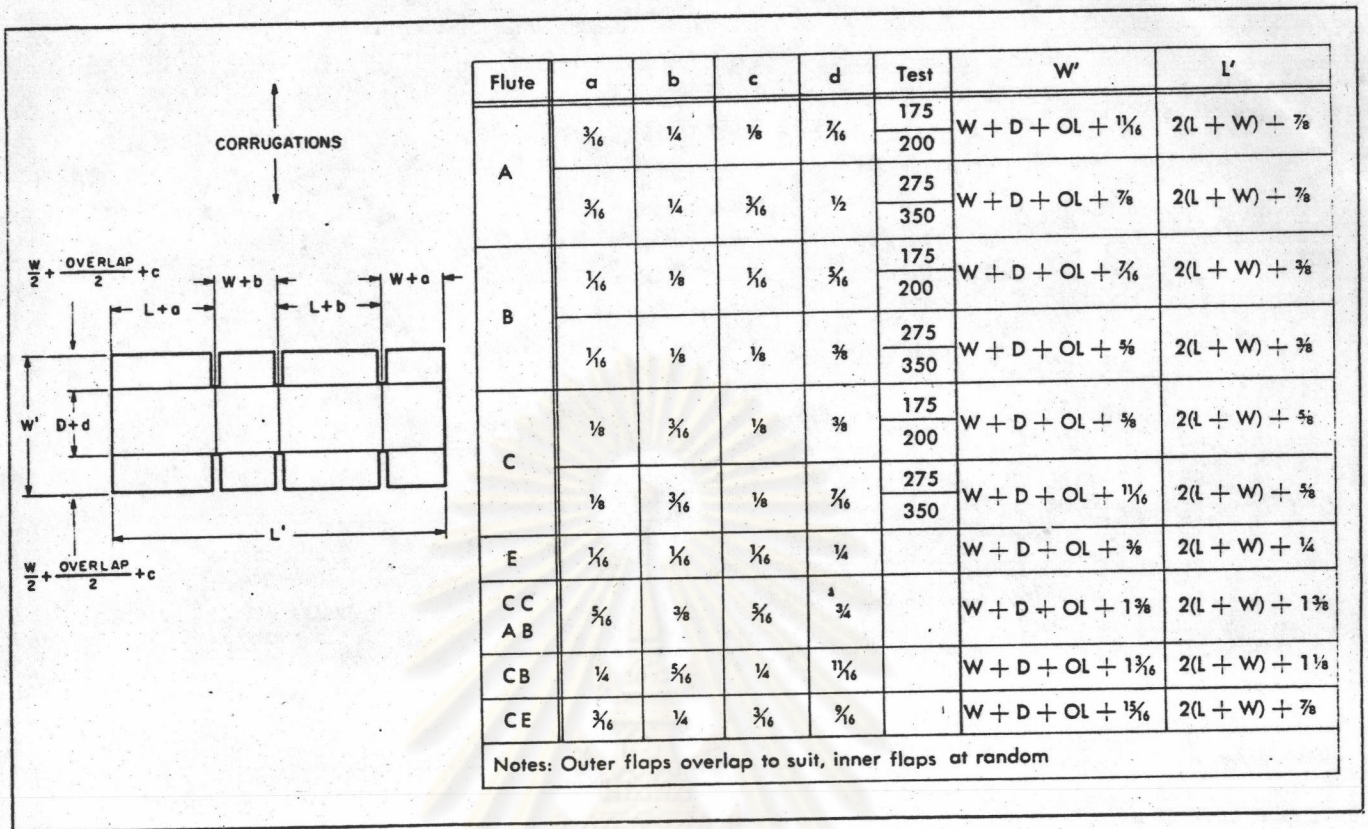 CORRUGATIONS
W/2 + OVERLAP/2 + c
W+b
W+a
L+a
L+b
W'
D+d
L'
W/2 + OVERLAP/2 + c
Flute a b c d Test W' L'
A
3/16 1/4 1/8 7/16 175 200 W + D + OL + 11/16 2(L + W) + 7/8
3/16 1/4 3/16 1/2 275 350 W + D + OL + 7/8 2(L + W) + 7/8
B
1/16 1/8 1/16 5/16 175 200 W + D + OL + 7/16 2(L + W) + 3/8
1/16 1/8 1/8 3/8 275 350 W + D + OL + 5/8 2(L + W) + 3/8
C
1/8 3/16 1/8 3/8 175 200 W + D + OL + 5/8 2(L + W) + 5/8
1/8 3/16 1/8 7/16 275 350 W + D + OL + 11/16 2(L + W) + 5/8
E 1/16 1/16 1/16 1/4 W + D + OL + 3/8 2(L + W) + 1/4
CC
AB
5/16 3/8 5/16 3/4 W + D + OL + 1 3/8 2(L + W) + 1 3/8
CB 1/4 5/16 1/4 11/16 W + D + OL + 1 3/16 2(L + W) + 1 1/8
CE 3/16 1/4 3/16 9/16 W + D + OL + 15/16 2(L + W) + 7/8
Notes: Outer flaps overlap to suit, inner flaps at random